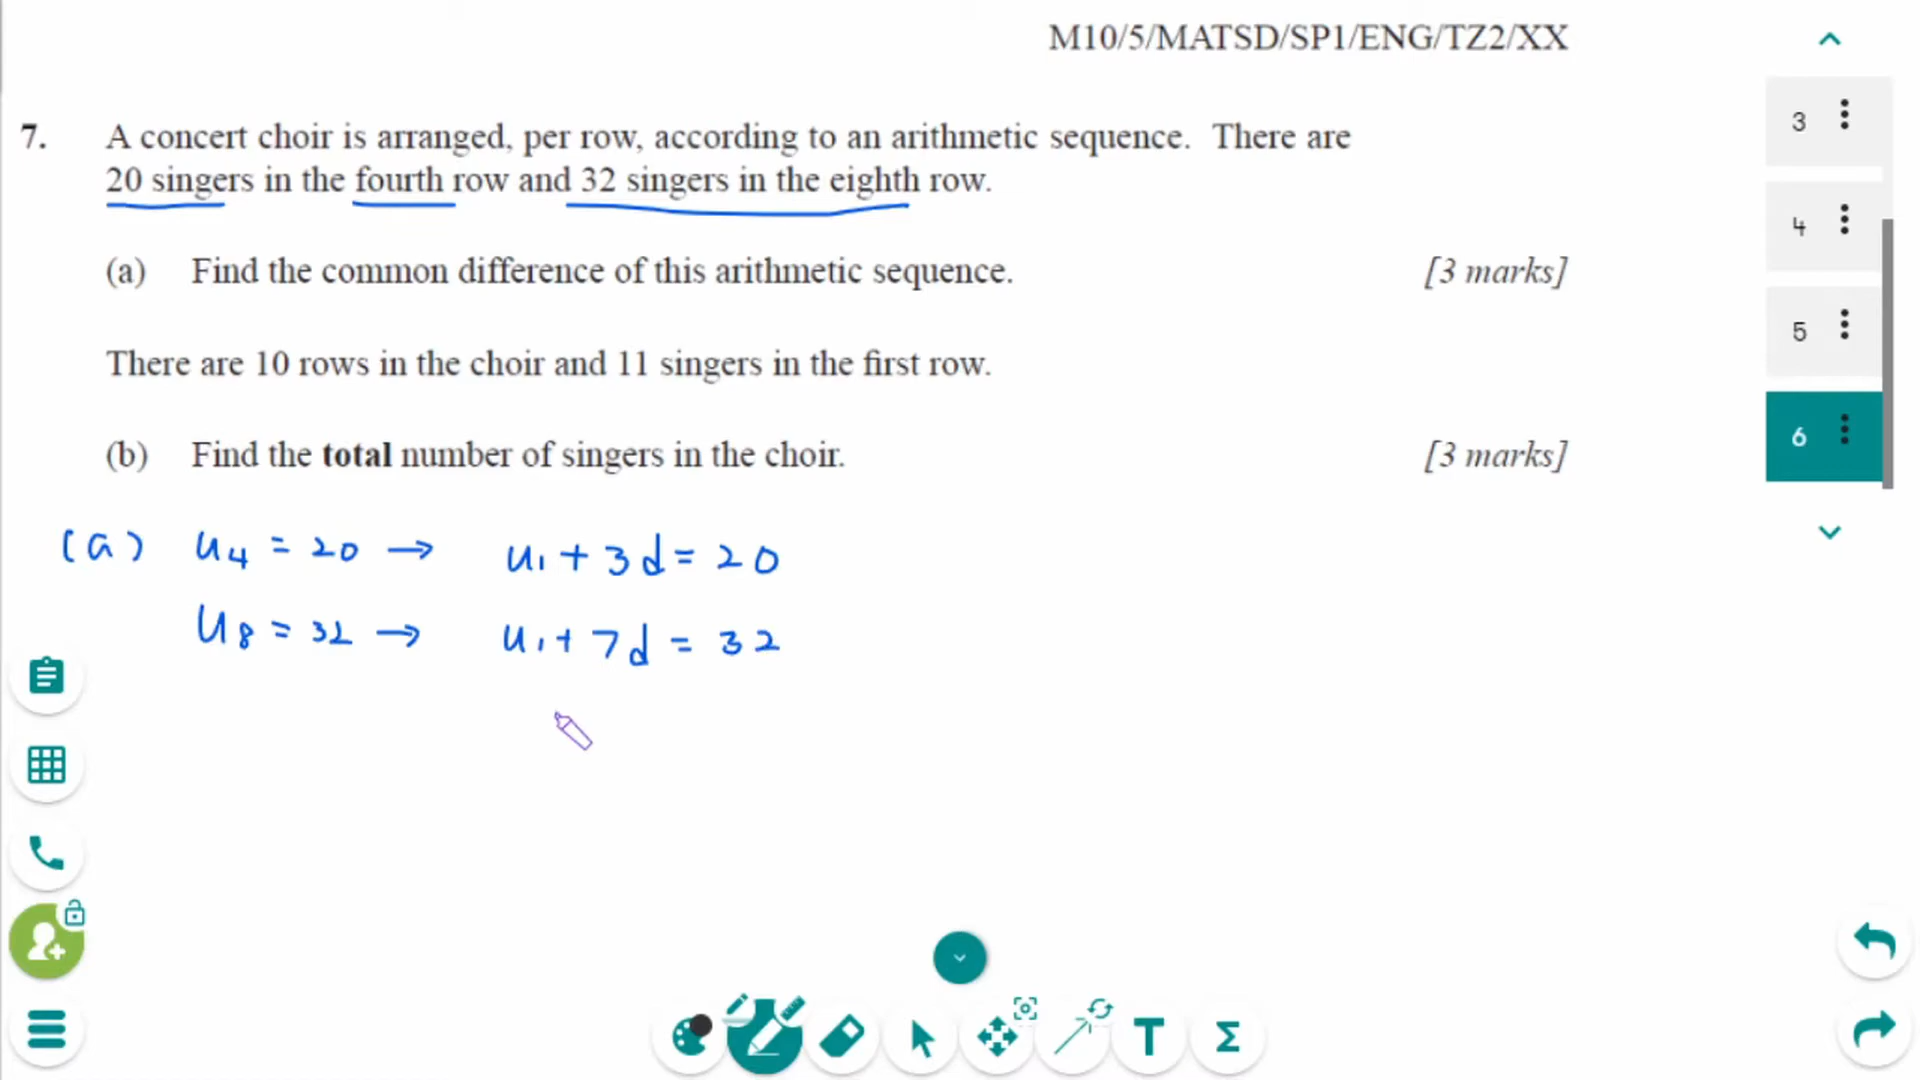 M10/5/MATSD/SP1/ENG/TZ2/XX
7. A concert choir is arranged, per row, according to an arithmetic sequence. There are
20 singers in the fourth row and 32 singers in the eighth row.
(a) Find the common difference of this arithmetic sequence. [3 marks]
There are 10 rows in the choir and 11 singers in the first row.
(b) Find the total number of singers in the choir. [3 marks]
(a) u4 = 20 → u1 + 3d = 20
u8 = 32 → u1 + 7d = 32
3
4
5
6
T
Σ